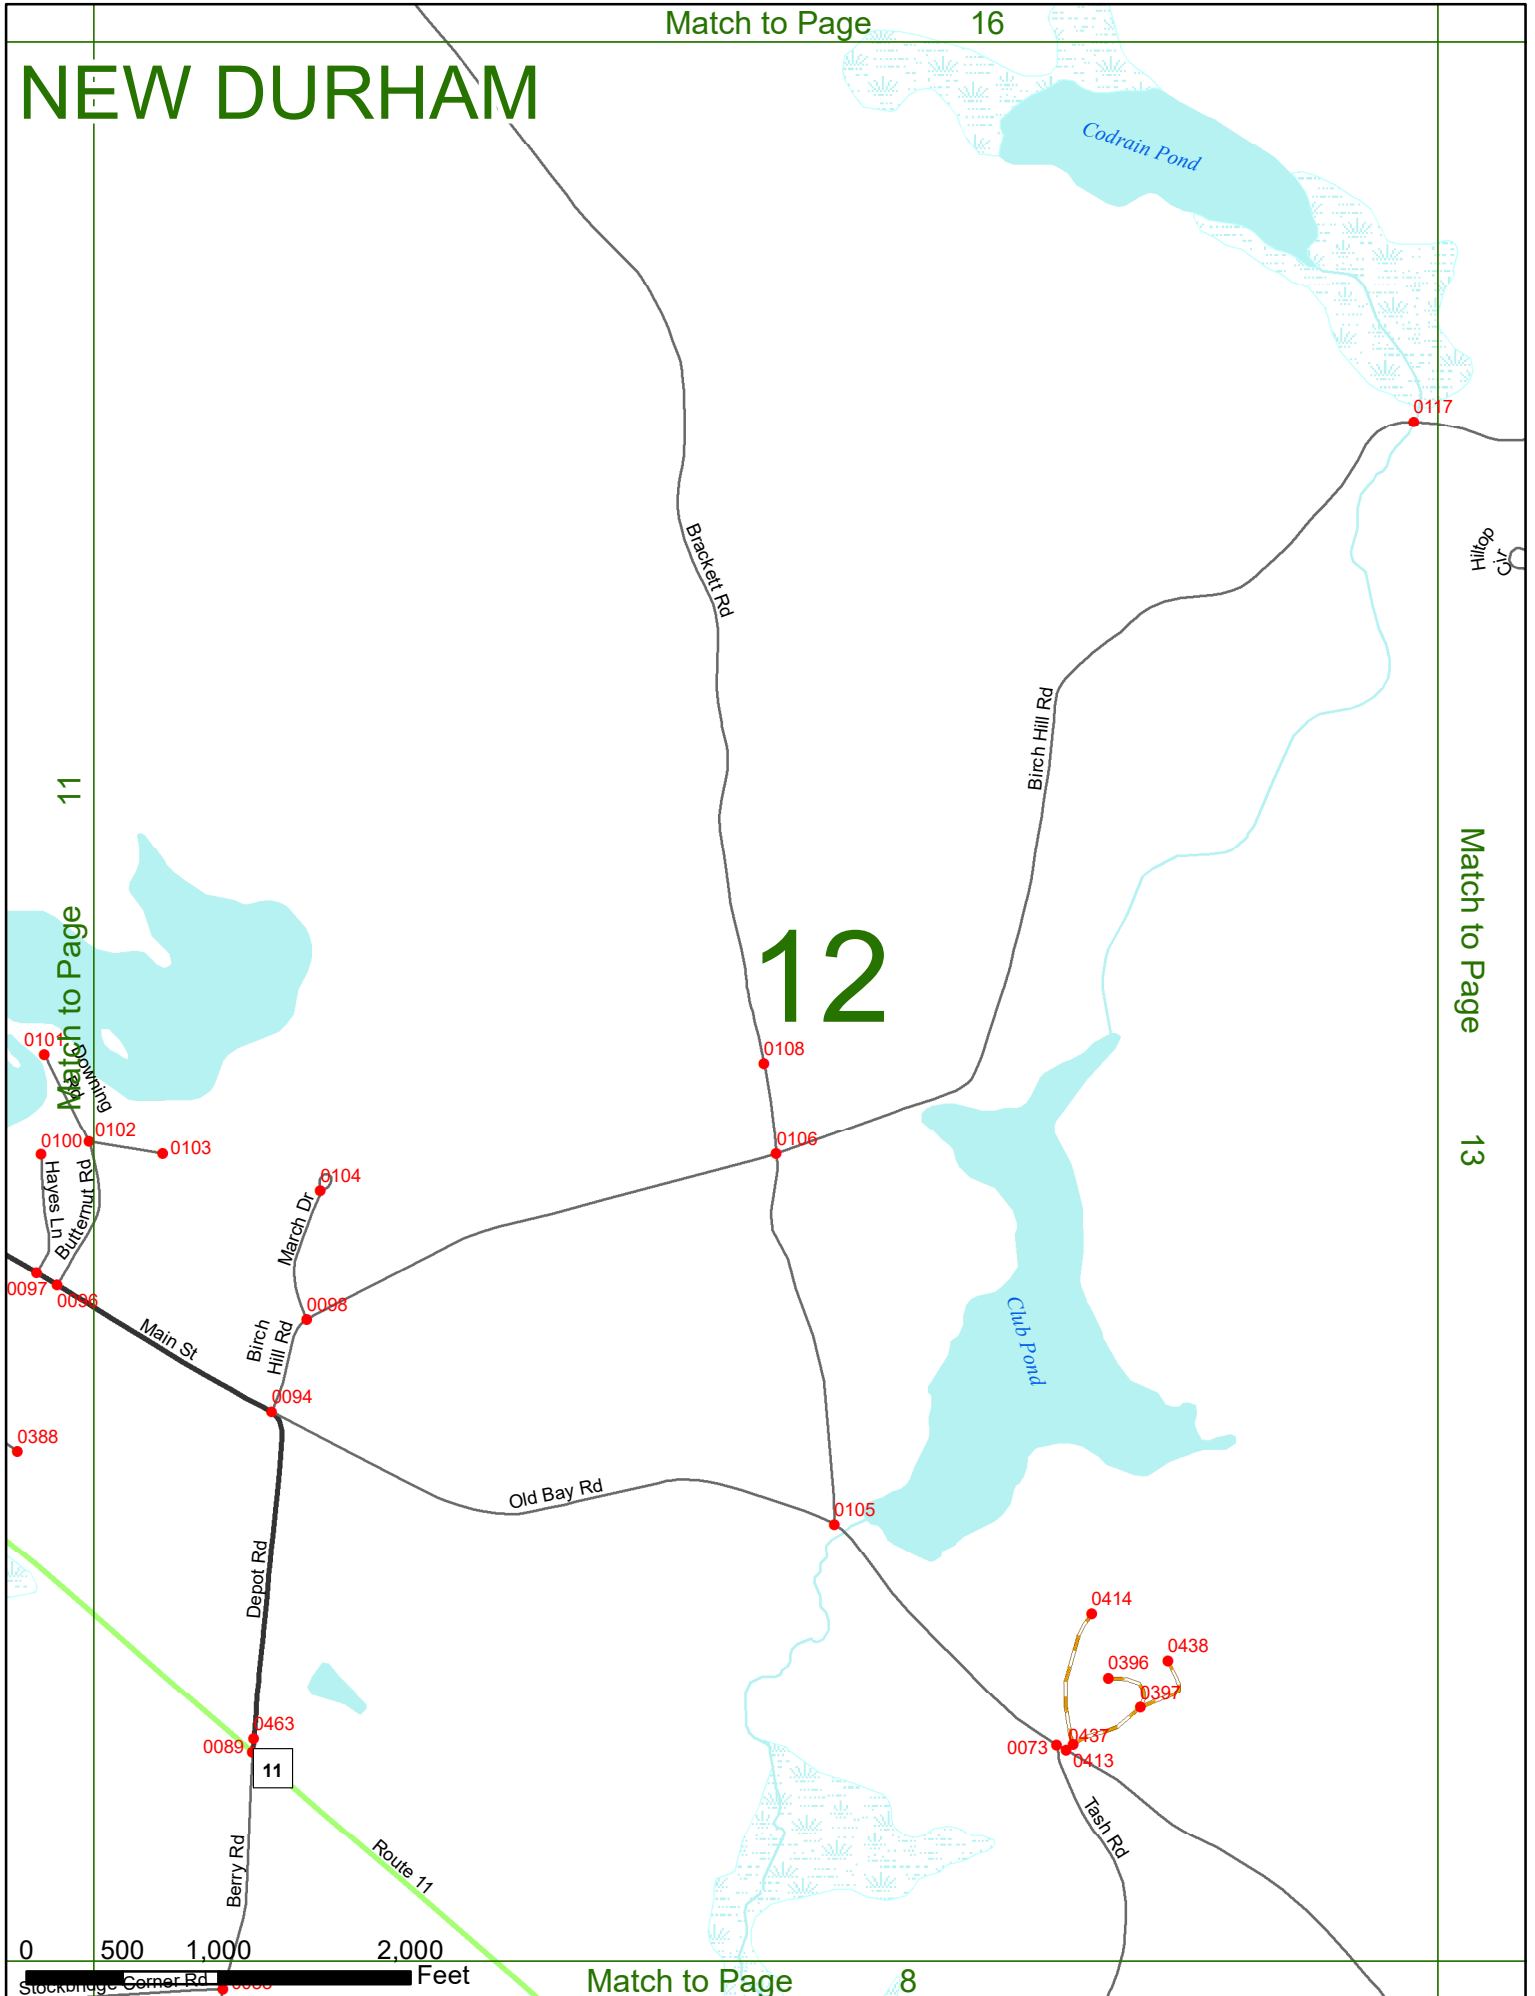 Match to Page 16
NEW DURHAM
Codrain Pond
0117
Hiltop
Cir
Brackett Rd
Birch Hill Rd
Match to Page 11
Match to Page 13
12
0101
Downing
Rd
0108
0100
0102
0103
0106
0104
Hayes Ln
Butternut Rd
March Dr
0097
0096
0098
Main St
Birch
Hill Rd
Club Pond
0094
0388
Old Bay Rd
0105
Depot Rd
0414
0438
0396
0397
0463
0089
11
0073
0437
0413
Tash Rd
Berry Rd
Route 11
0 500 1,000 2,000
Feet
Stockbridge Corner Rd
Match to Page 8